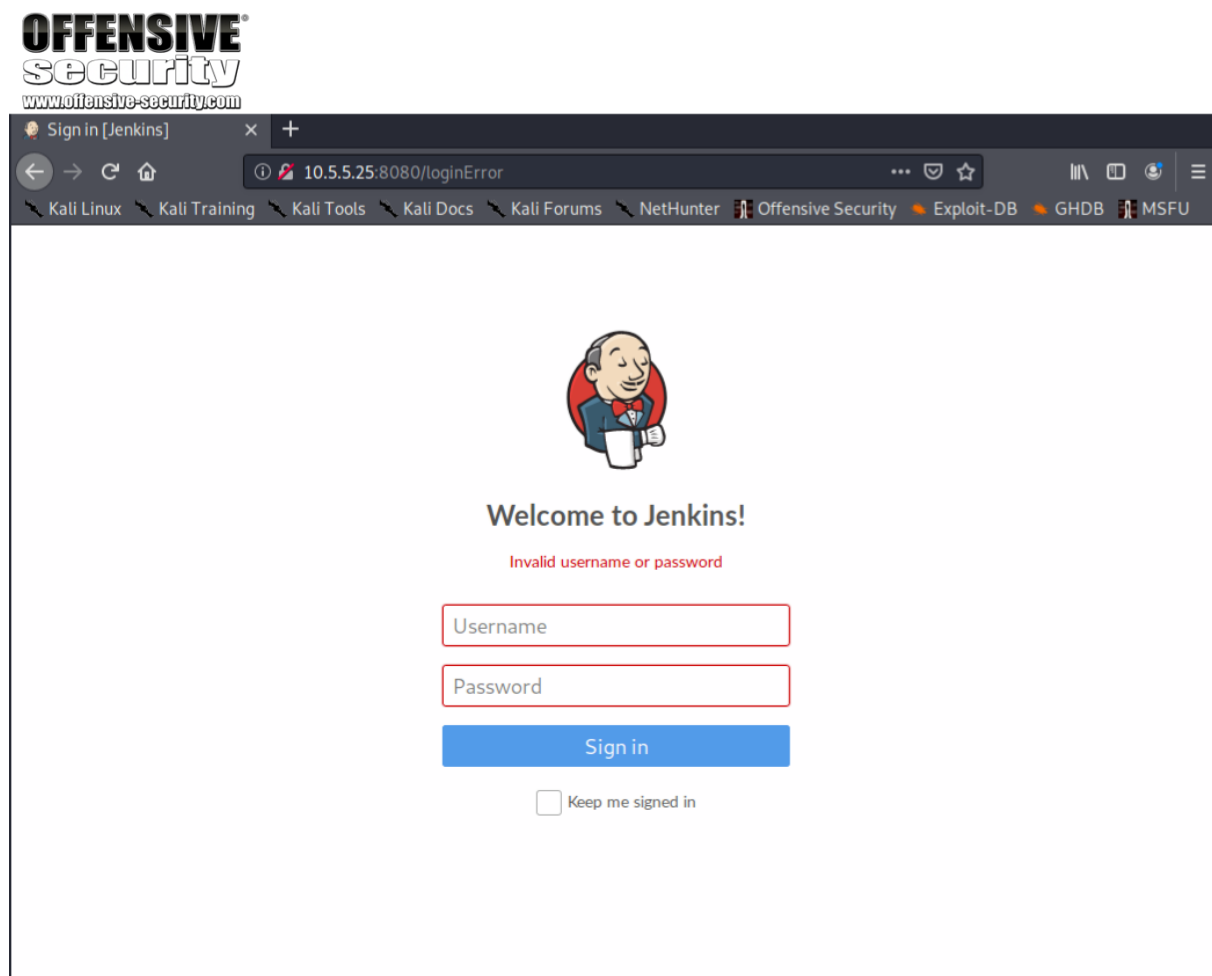 OFFENSIVE®
security
www.offensive-security.com
Sign in [Jenkins]
10.5.5.25:8080/loginError
Kali Linux Kali Training Kali Tools Kali Docs Kali Forums NetHunter Offensive Security Exploit-DB GHDB MSFU
Welcome to Jenkins!
Invalid username or password
Username
Password
Sign in
Keep me signed in